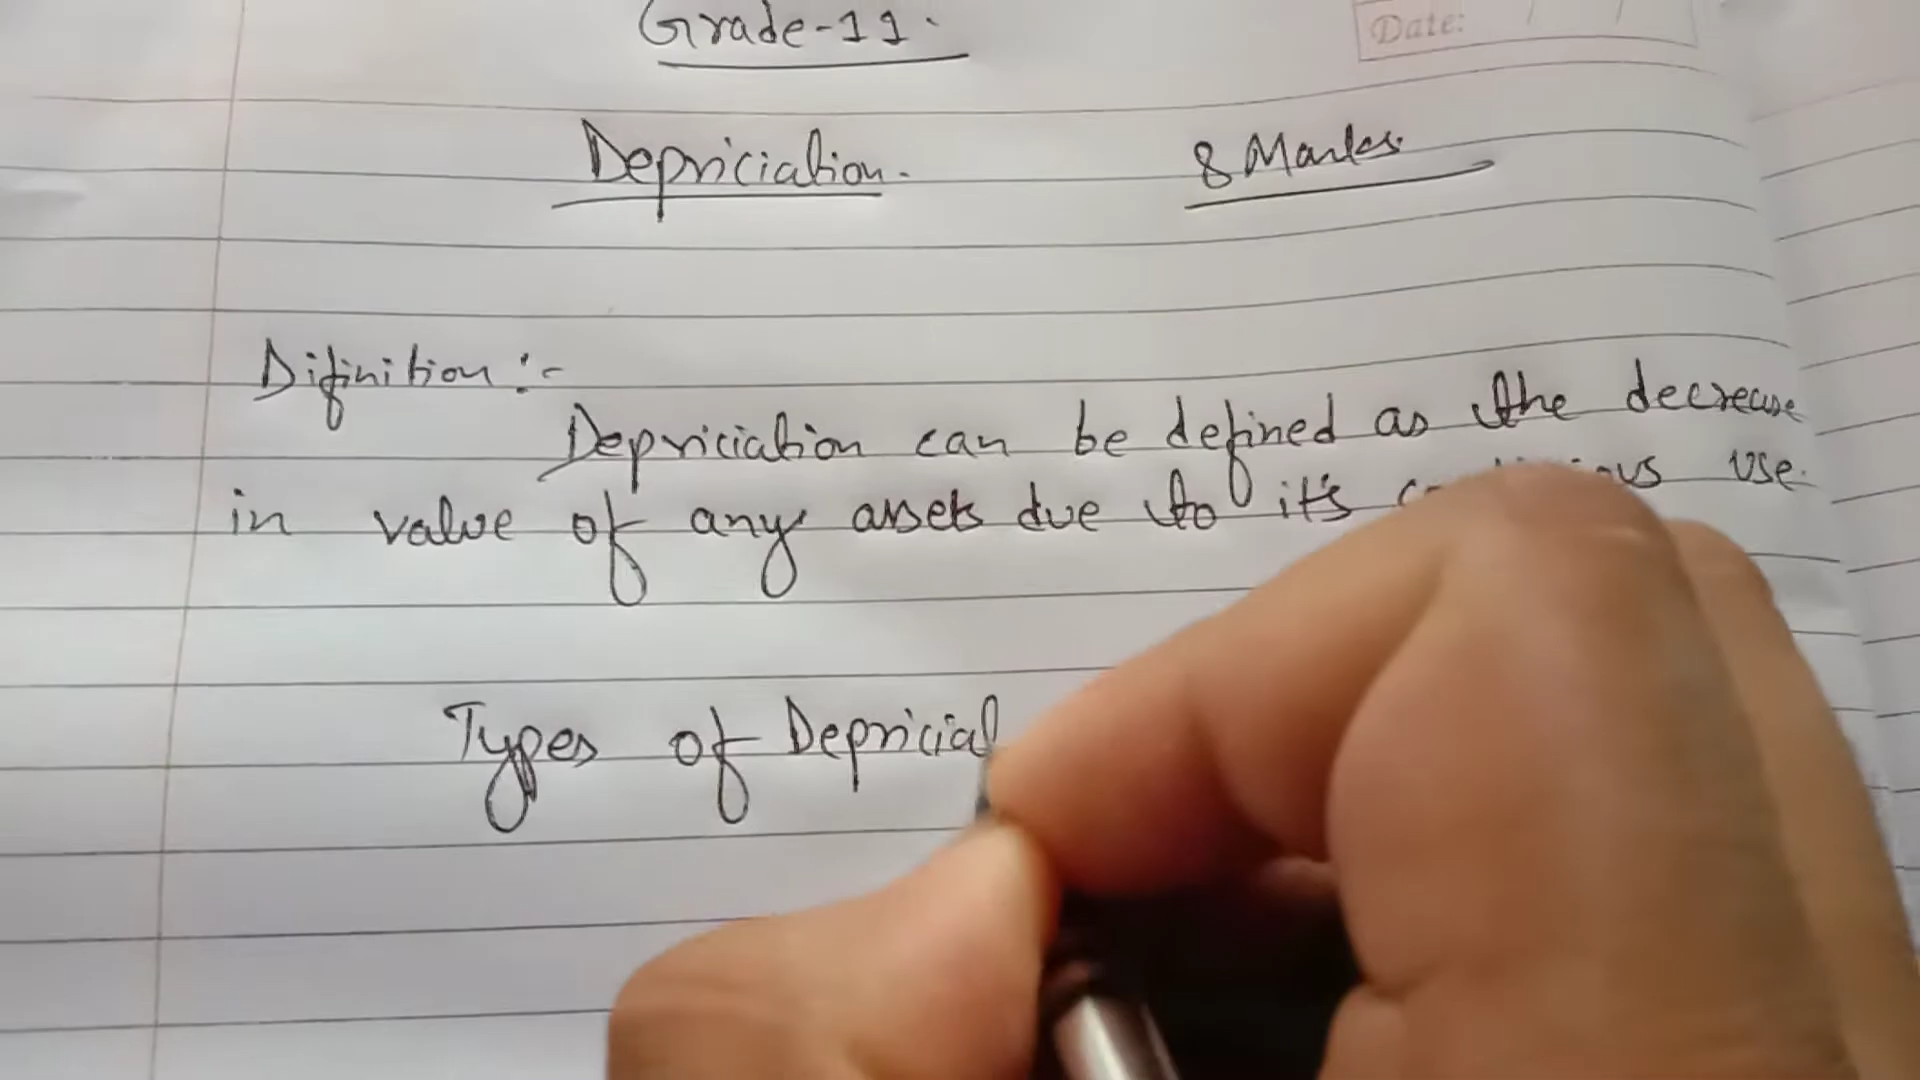 Grade-11.
Date: / /
Depriciation. 8 Marks.
Difinition :-
Depriciation can be defined as the decrease
in value of any assets due to it's use.
Types of Depriciat